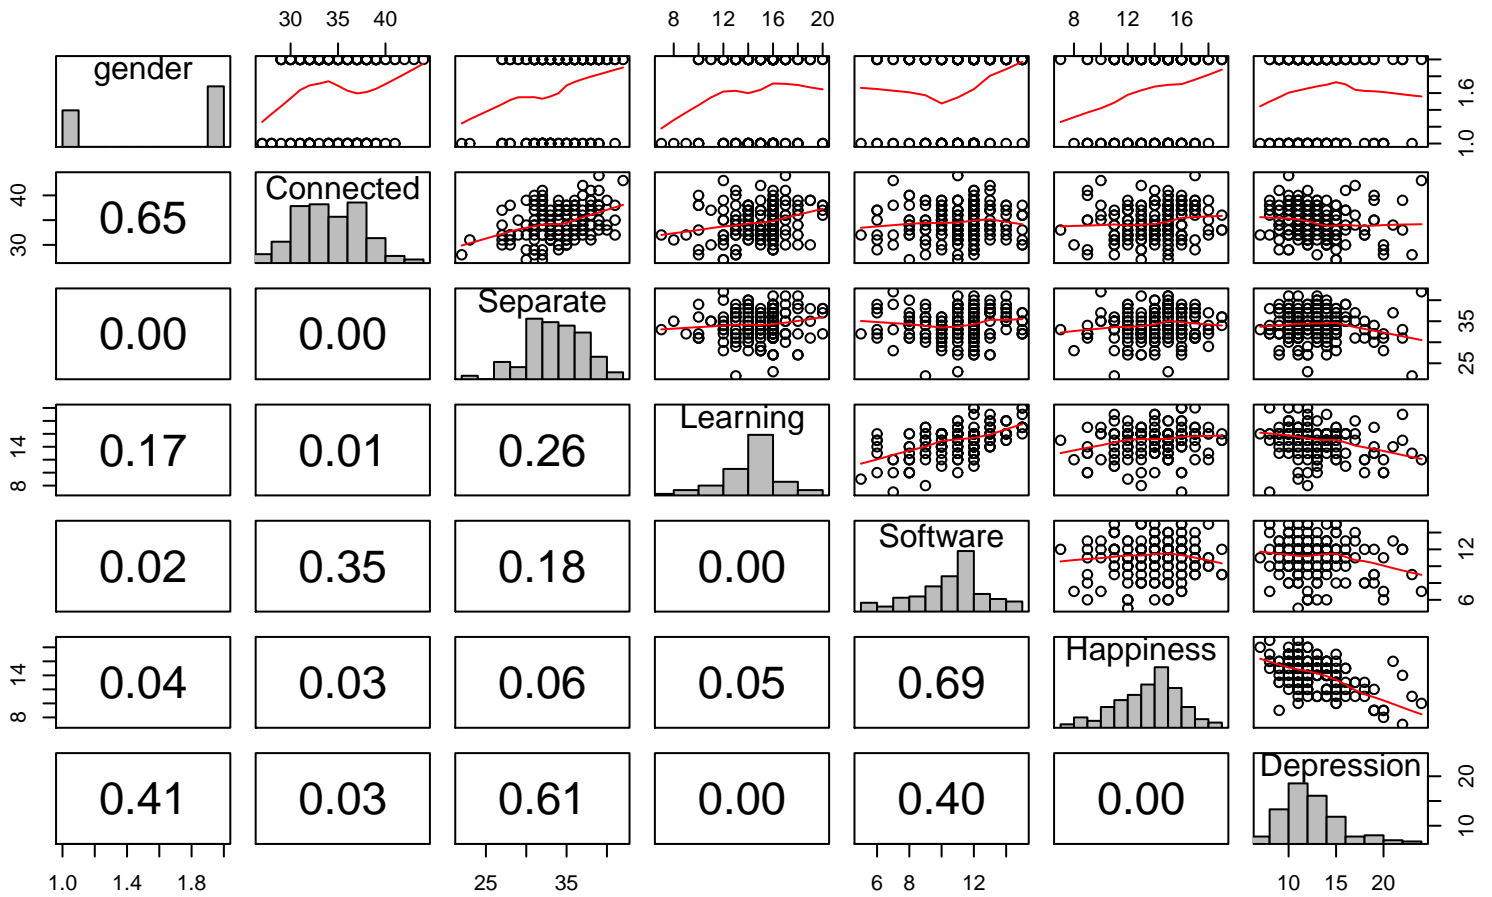 30 35 40 8 12 16 20 8 12 16
gender
1.0 1.6
0.65
Connected
30 40
0.00 0.00
Separate
25 35
0.17 0.01 0.26
Learning
8 14
0.02 0.35 0.18 0.00
Software
6 12
0.04 0.03 0.06 0.05 0.69
Happiness
8 14
0.41 0.03 0.61 0.00 0.40 0.00
Depression
10 20
1.0 1.4 1.8 25 35 6 8 12 10 15 20